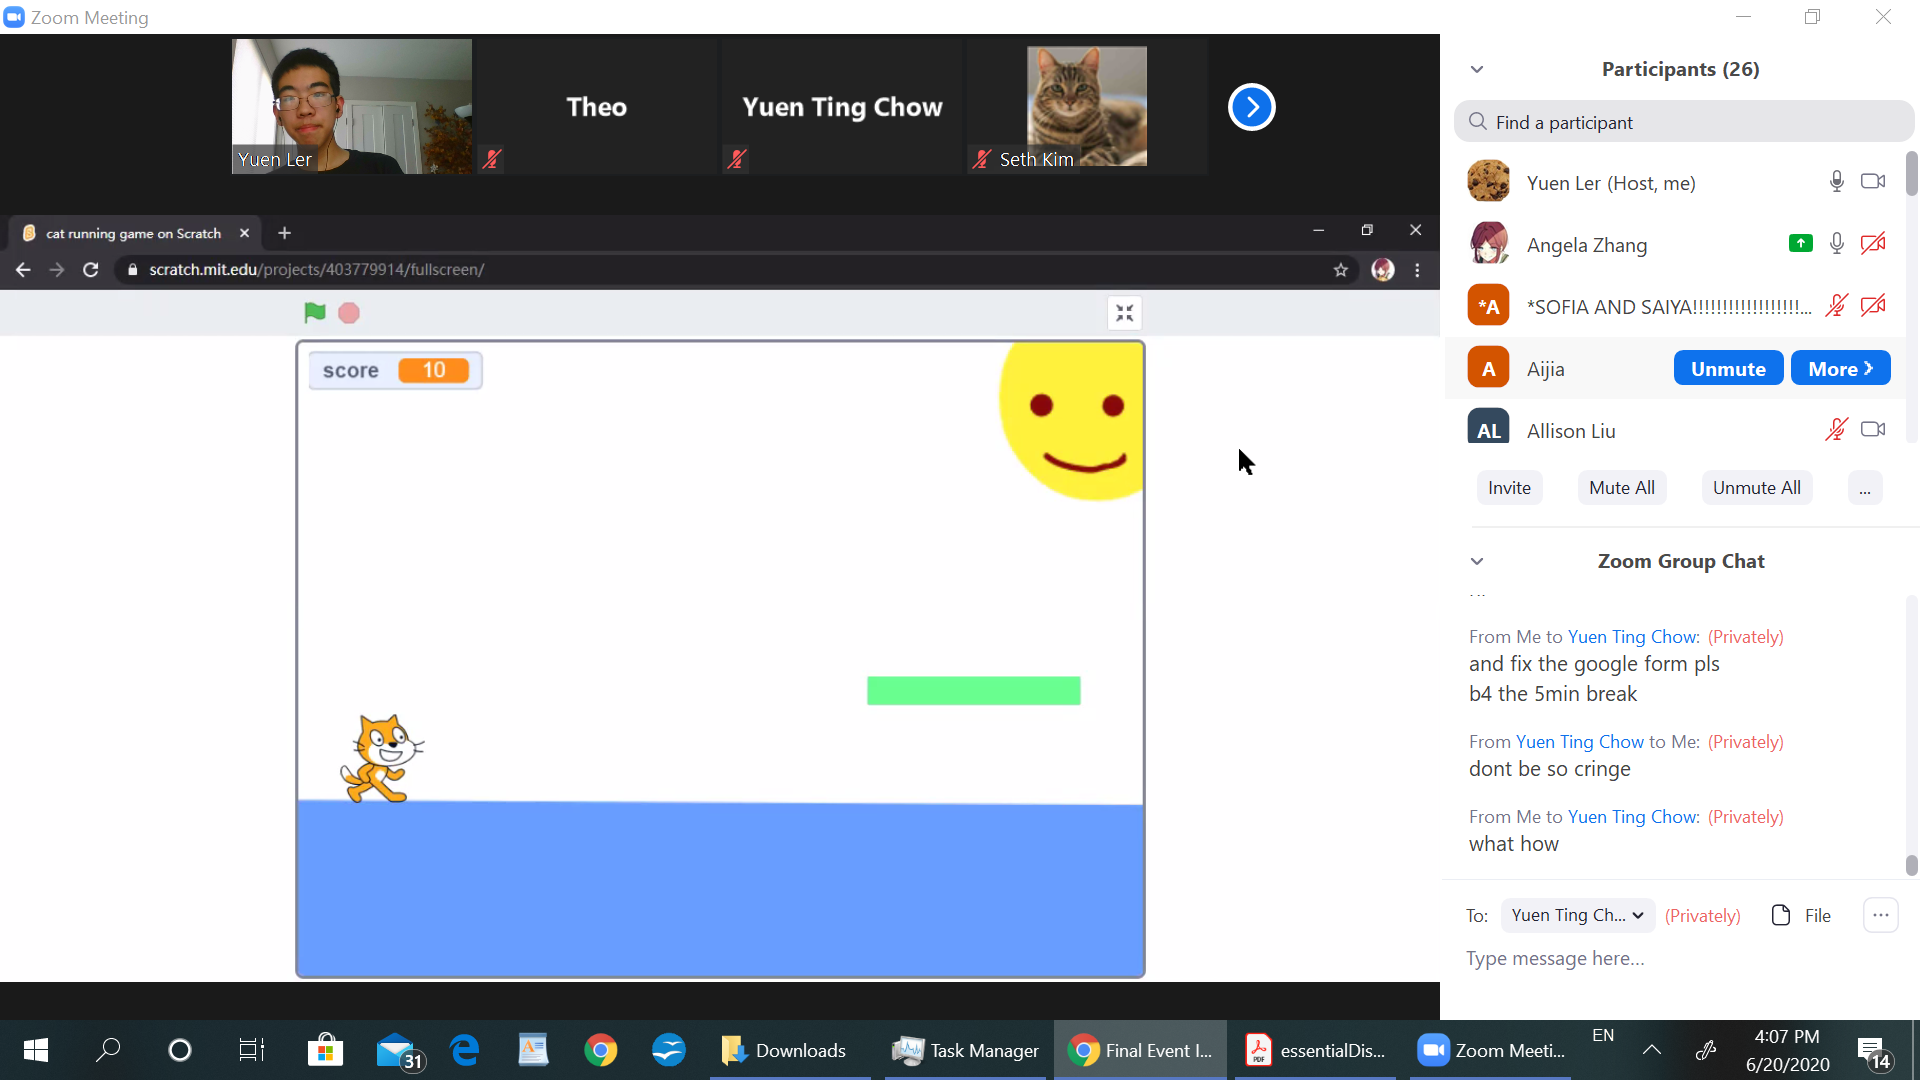 Zoom Meeting
Yuen Ler
Theo
Yuen Ting Chow
Seth Kim
cat running game on Scratch
scratch.mit.edu/projects/403779914/fullscreen/
score 10
Participants (26)
Find a participant
Yuen Ler (Host, me)
Angela Zhang
*A *SOFIA AND SAIYA!!!!!!!!!!!!!!!!!!...
A Aijia Unmute More
AL Allison Liu
Invite Mute All Unmute All ...
Zoom Group Chat
From Me to Yuen Ting Chow: (Privately)
and fix the google form pls
b4 the 5min break
From Yuen Ting Chow to Me: (Privately)
dont be so cringe
From Me to Yuen Ting Chow: (Privately)
what how
To: Yuen Ting Ch... (Privately) File
Type message here...
31
Downloads
Task Manager
Final Event I...
PDF
essentialDis...
Zoom Meeti...
EN
4:07 PM
6/20/2020
14